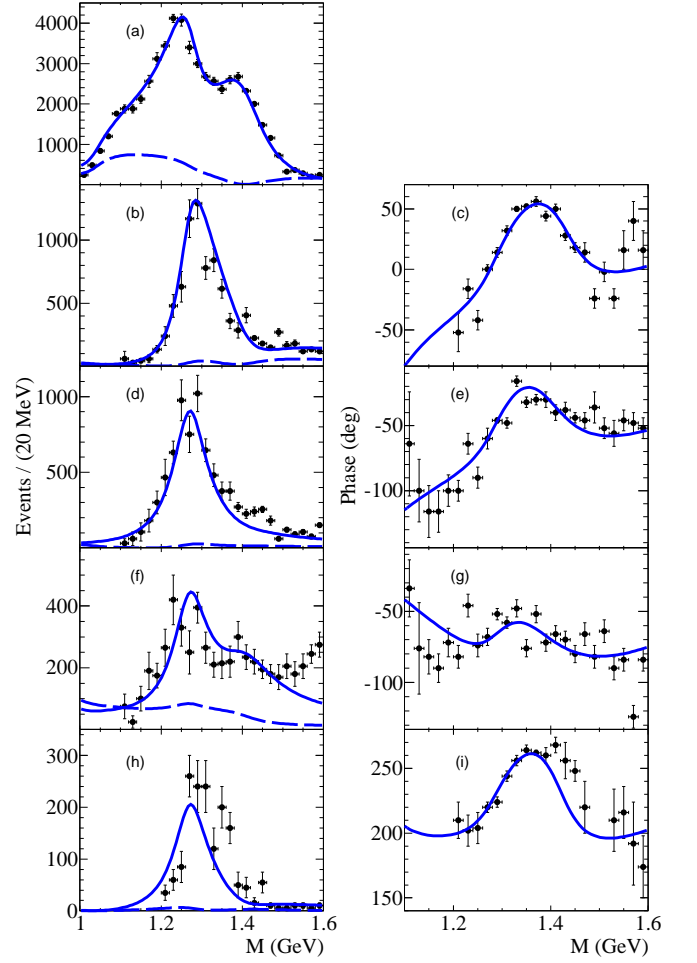 4000
3000
2000
1000
(a)
1000
500
(b)
50
0
-50
(c)
1000
500
(d)
-50
-100
(e)
400
200
(f)
-50
-100
(g)
300
200
100
0
(h)
250
200
140
(i)
Events / (20 MeV)
Phase (deg)
1 1.2 1.4 1.6
M (GeV)
1.2 1.4 1.6
M (GeV)